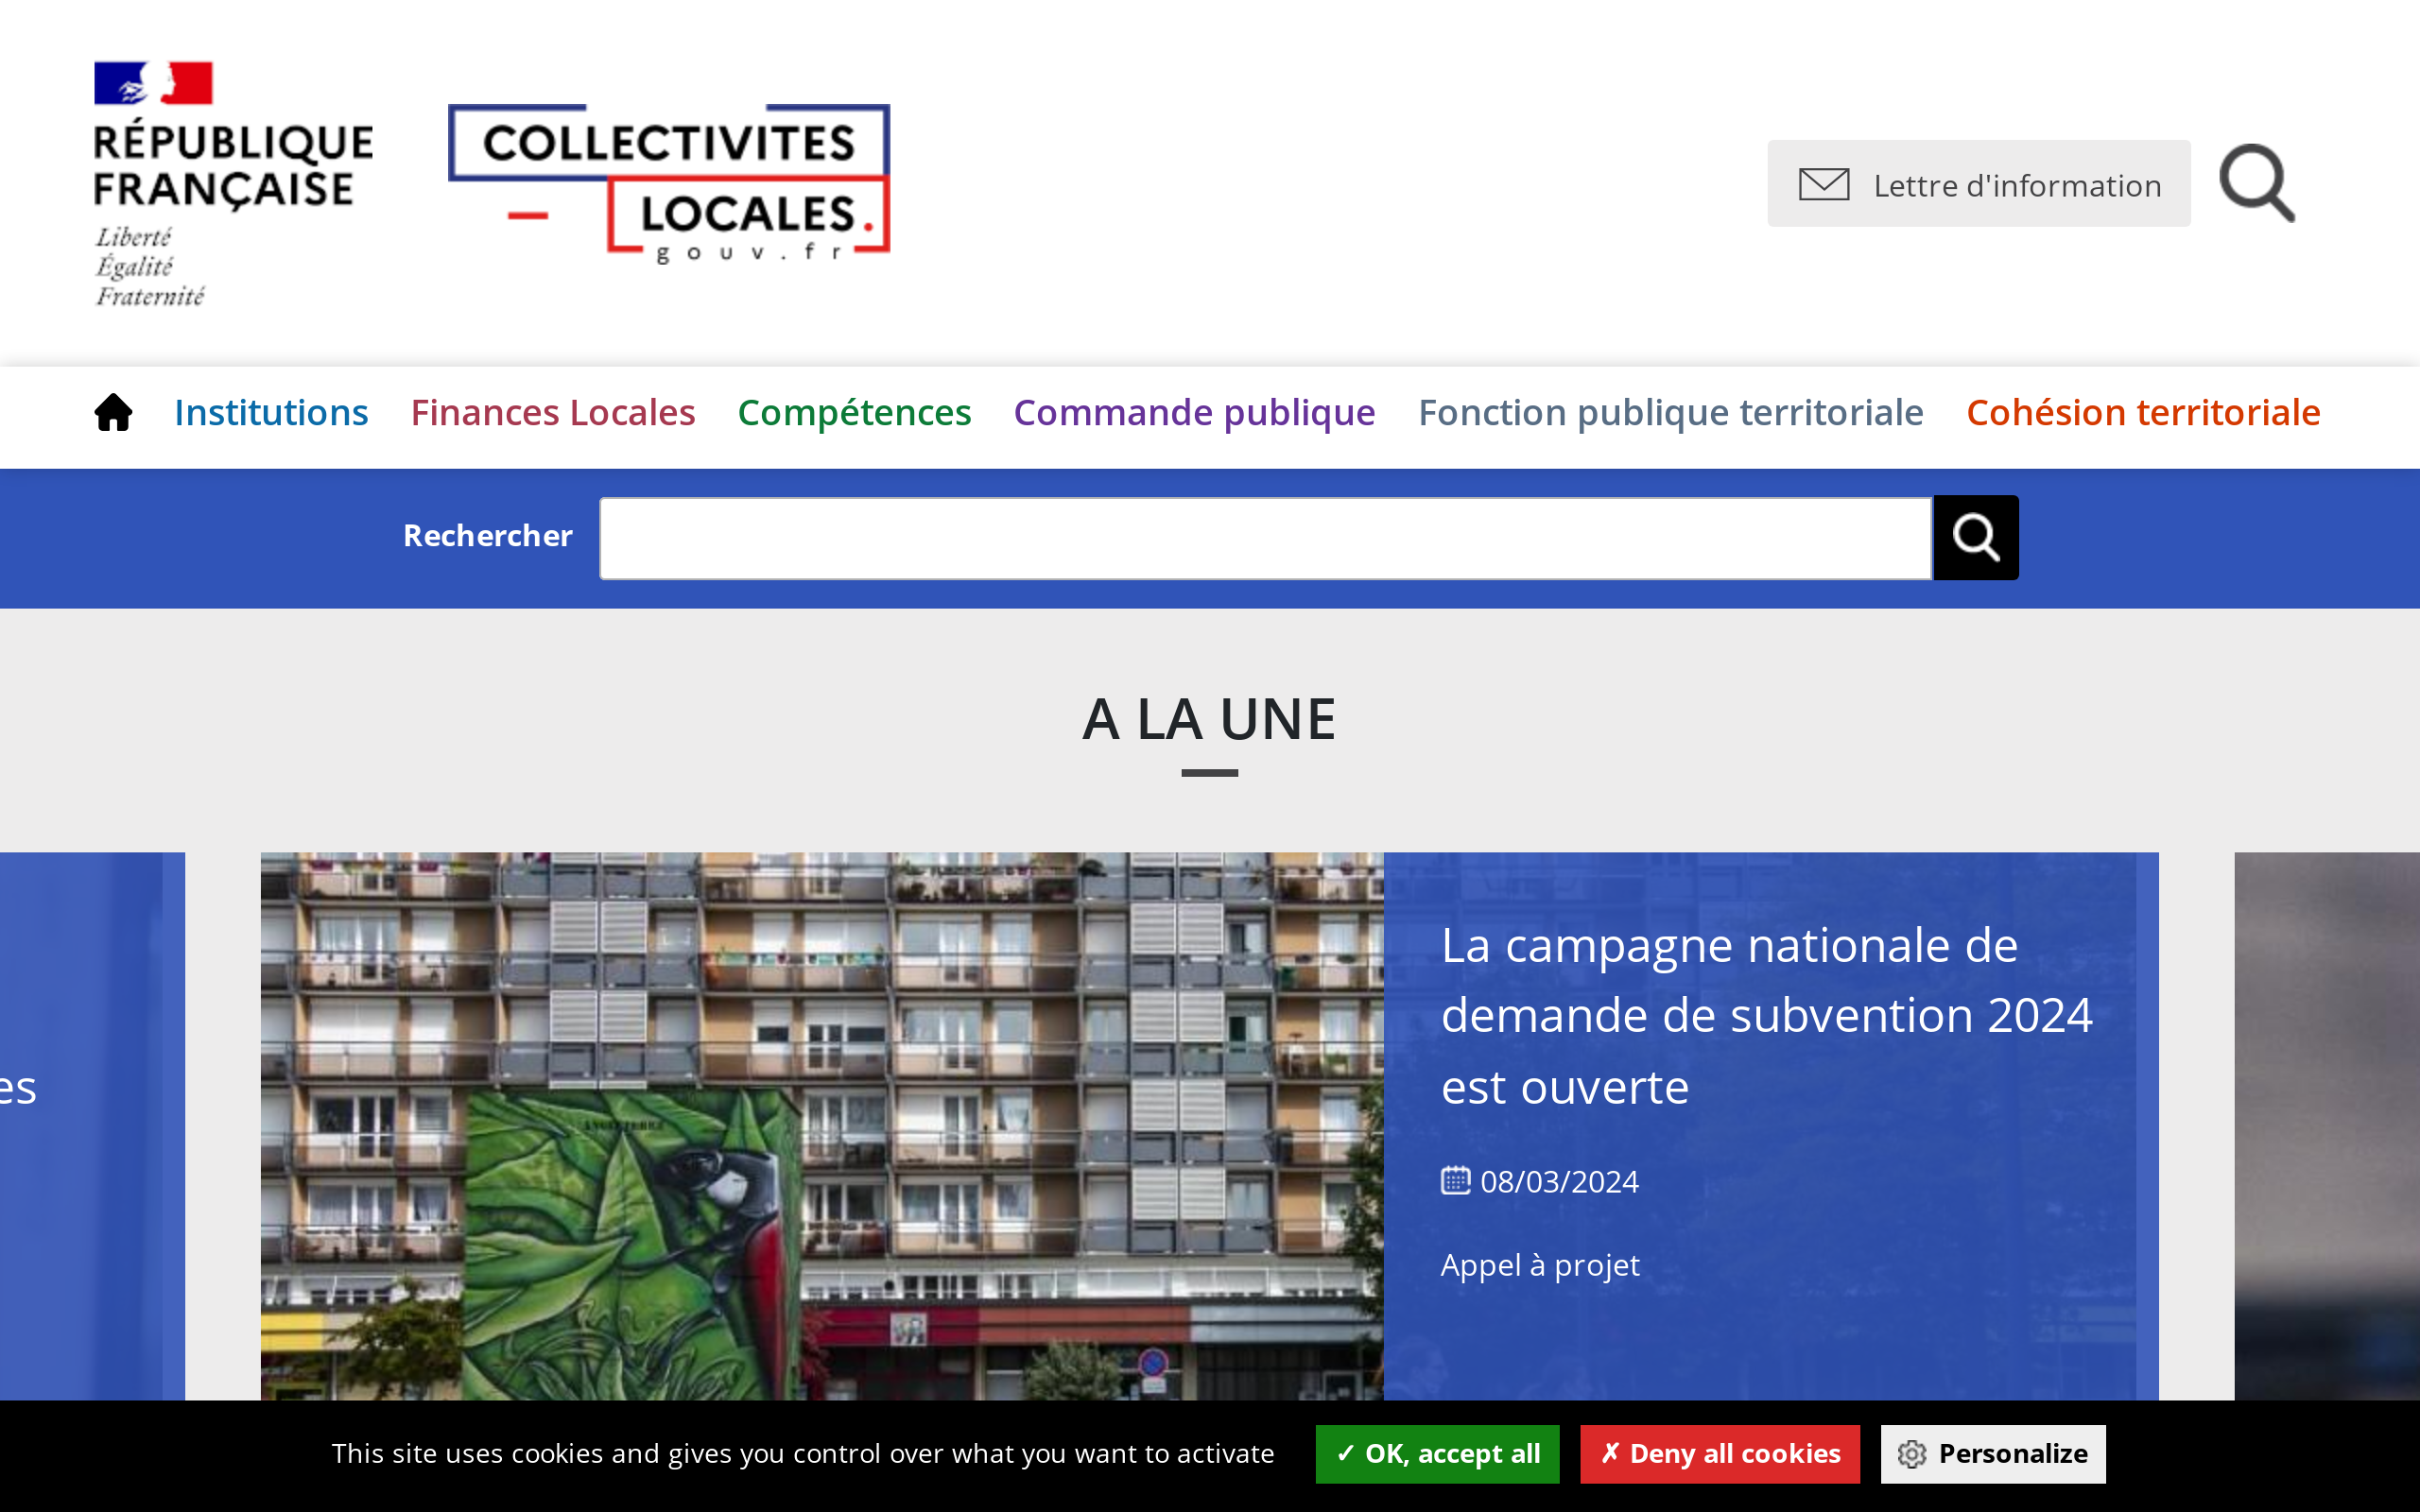 RÉPUBLIQUE
FRANÇAISE
Liberté
Égalité
Fraternité
COLLECTIVITES
LOCALES.
gouv.fr
Lettre d'information
Institutions Finances Locales Compétences Commande publique Fonction publique territoriale Cohésion territoriale
Rechercher
A LA UNE
es
La campagne nationale de
demande de subvention 2024
est ouverte
08/03/2024
Appel à projet
This site uses cookies and gives you control over what you want to activate ✓ OK, accept all ✗ Deny all cookies Personalize